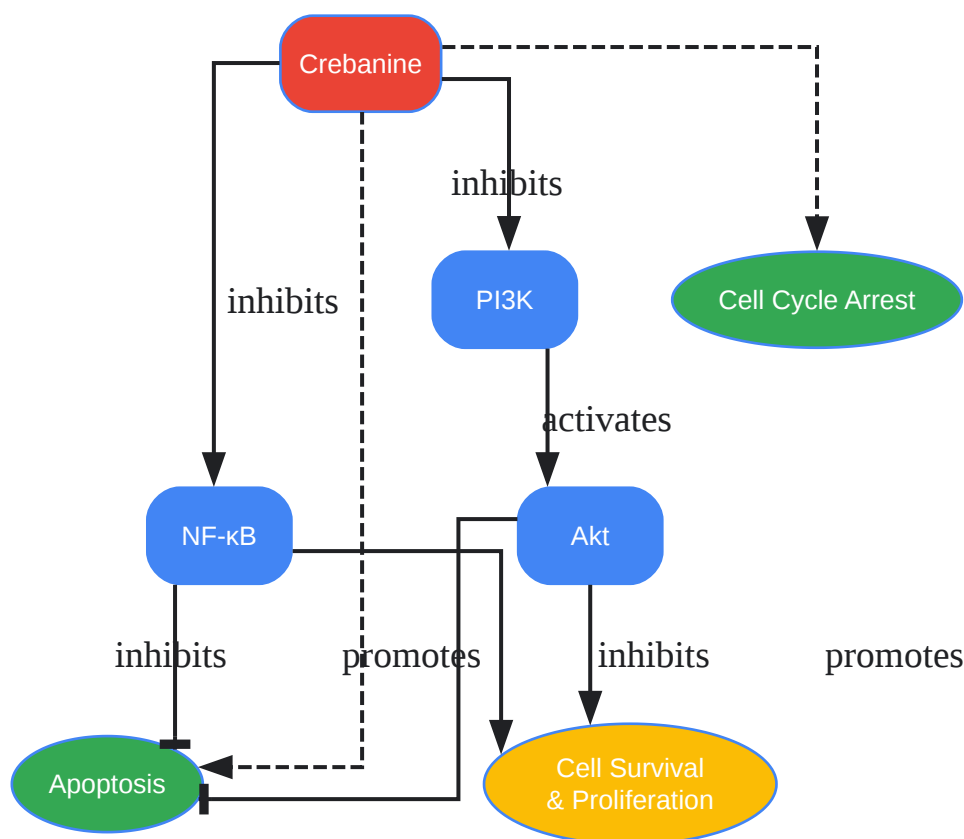 Crebanine
inhibits
PI3K
Cell Cycle Arrest
inhibits
activates
NF-κB
Akt
inhibits
promotes
inhibits
promotes
Apoptosis
Cell Survival
& Proliferation